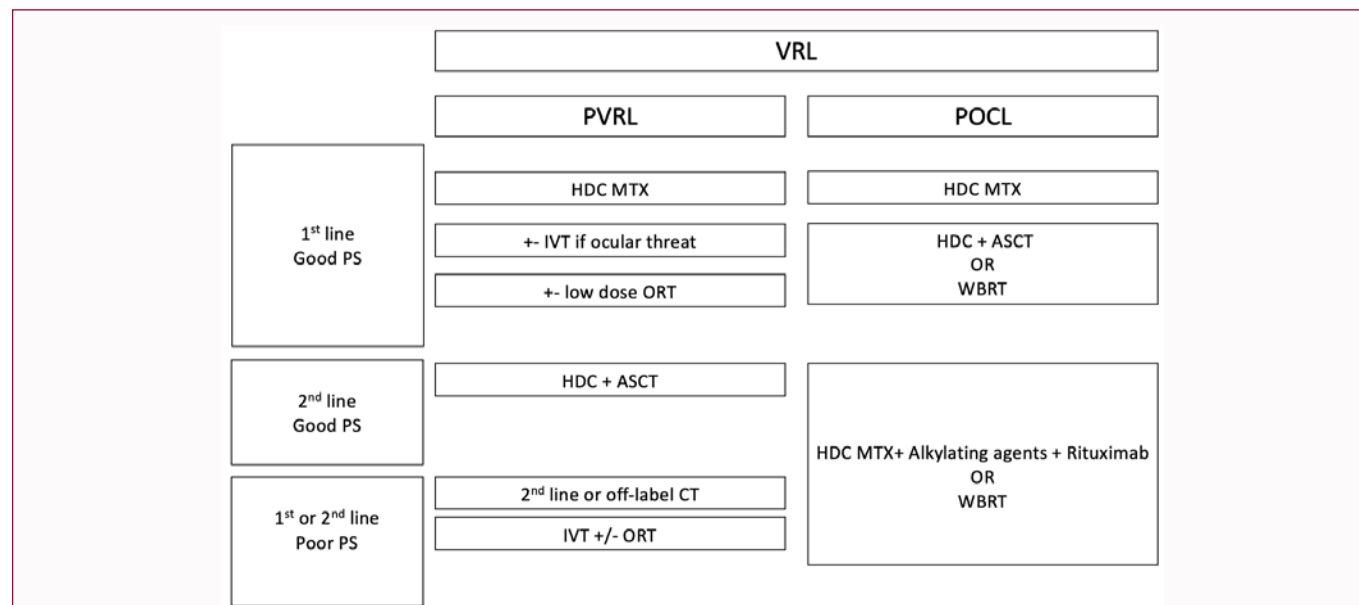 VRL
PVRL
POCL
1st line
Good PS
HDC MTX
+- IVT if ocular threat
+- low dose ORT
HDC MTX
HDC + ASCT
OR
WBRT
2nd line
Good PS
HDC + ASCT
1st or 2nd line
Poor PS
2nd line or off-label CT
IVT +/- ORT
HDC MTX+ Alkylating agents + Rituximab
OR
WBRT